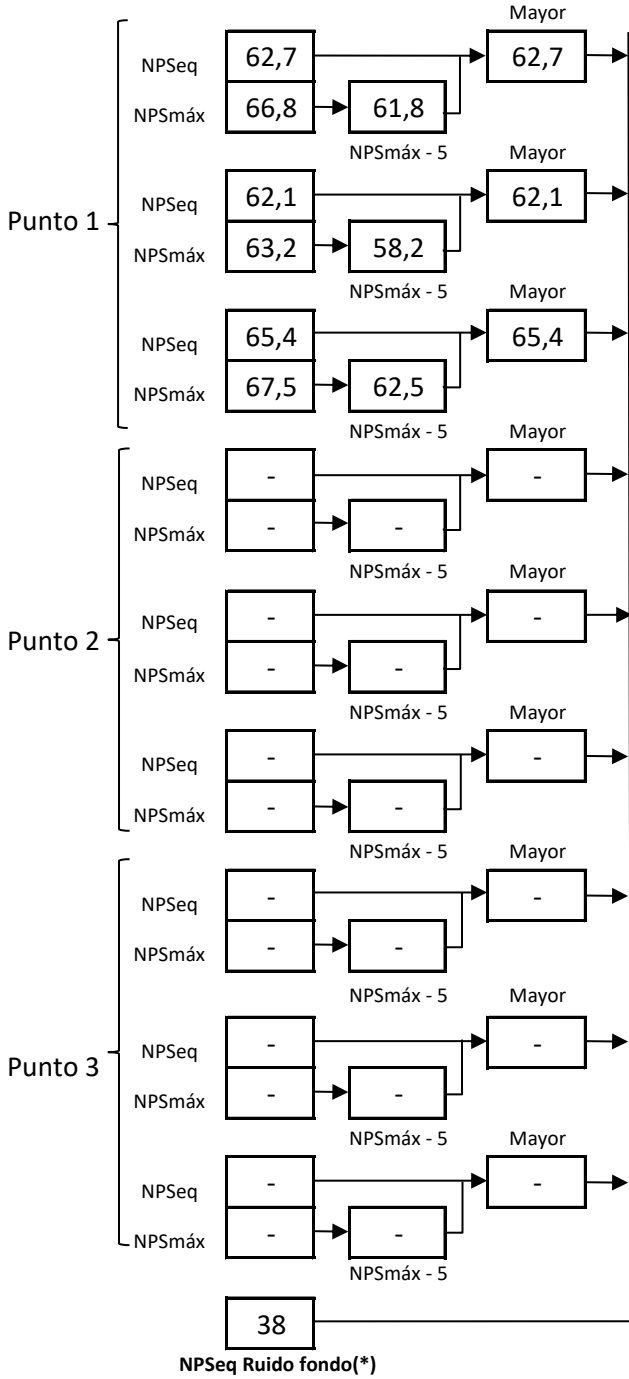 Mayor
NPSeq 62,7 62,7
NPSmáx 66,8 61,8
NPSmáx - 5 Mayor
NPSeq 62,1 62,1
Punto 1
NPSmáx 63,2 58,2
NPSmáx - 5 Mayor
NPSeq 65,4 65,4
NPSmáx 67,5 62,5
NPSmáx - 5 Mayor
NPSeq - -
NPSmáx - -
NPSmáx - 5 Mayor
NPSeq - -
Punto 2
NPSmáx - -
NPSmáx - 5 Mayor
NPSeq - -
NPSmáx - -
NPSmáx - 5 Mayor
NPSeq - -
NPSmáx - -
NPSmáx - 5 Mayor
NPSeq - -
Punto 3
NPSmáx - -
NPSmáx - 5 Mayor
NPSeq - -
NPSmáx - -
NPSmáx - 5
38
NPSeq Ruido fondo(*)